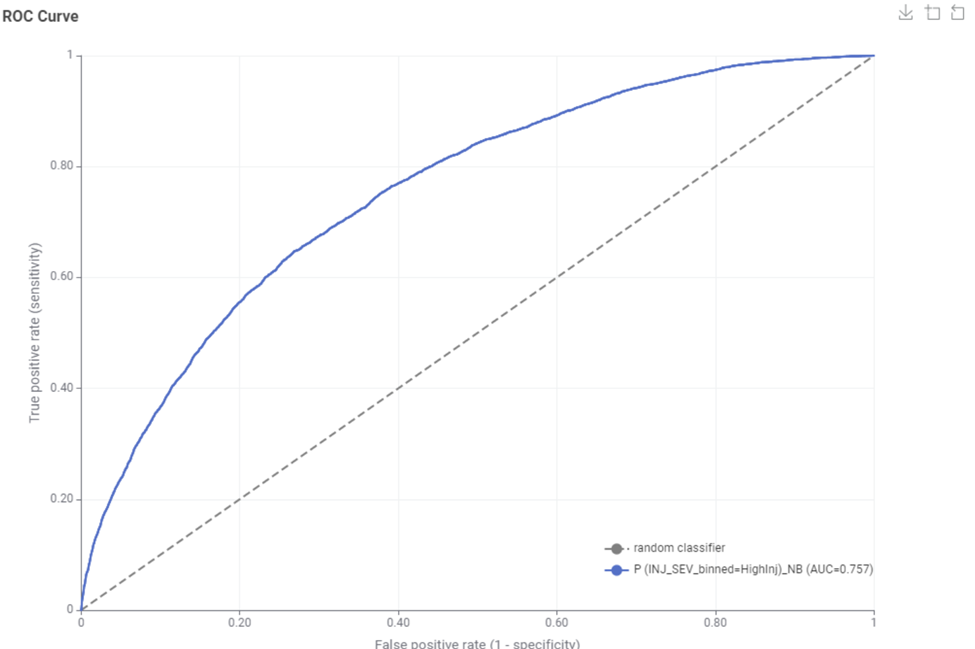 ROC Curve
1
0.80
0.60
0.40
0.20
0
True positive rate (sensitivity)
random classifier
P (INJ_SEV_binned=HighInj)_NB (AUC=0.757)
0
0.20
0.40
0.60
0.80
1
False positive rate (1 - specificity)